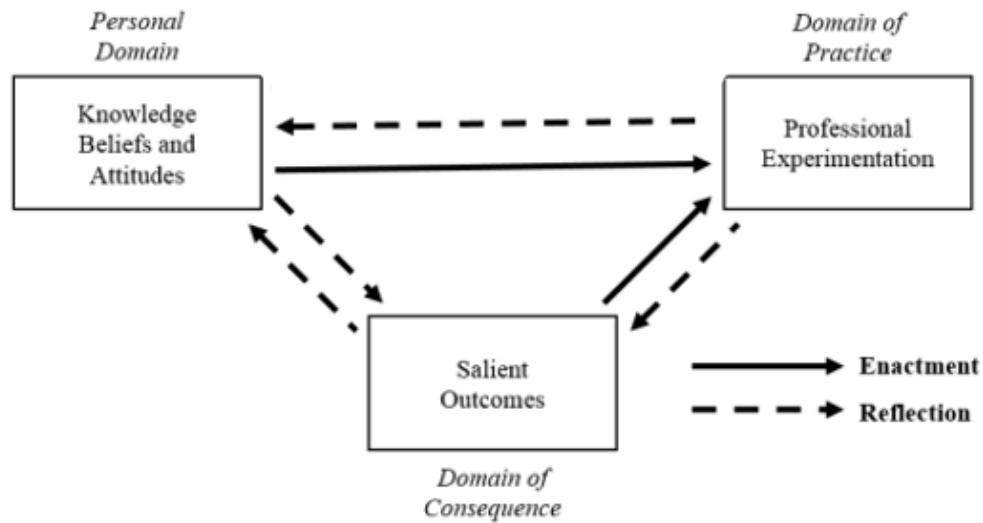 Personal
Domain
Domain of
Practice
Knowledge
Beliefs and
Attitudes
Professional
Experimentation
Salient
Outcomes
Enactment
Reflection
Domain of
Consequence